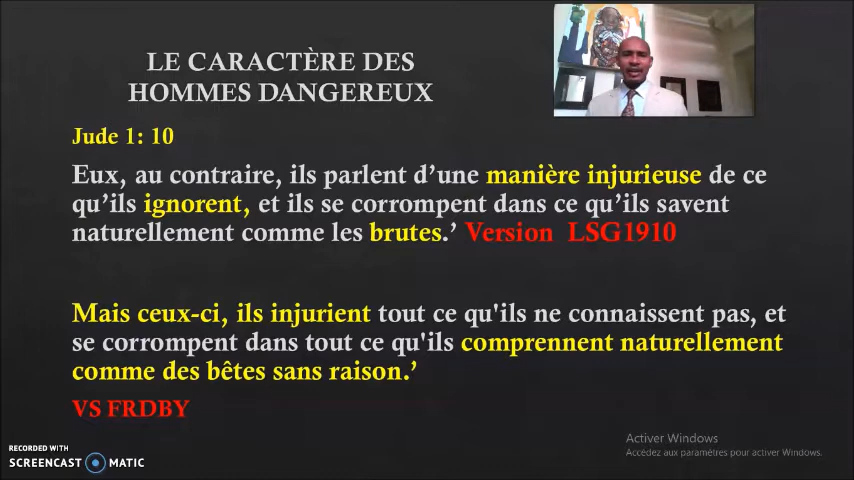 LE CARACTÈRE DES
HOMMES DANGEREUX
Jude 1: 10
Eux, au contraire, ils parlent d’une manière injurieuse de ce
qu’ils ignorent, et ils se corrompent dans ce qu’ils savent
naturellement comme les brutes.’ Version LSG1910
Mais ceux-ci, ils injurient tout ce qu'ils ne connaissent pas, et
se corrompent dans tout ce qu'ils comprennent naturellement
comme des bêtes sans raison.’
VS FRDBY
Activer Windows
Accédez aux paramètres pour activer Windows.
RECORDED WITH
SCREENCAST MATIC